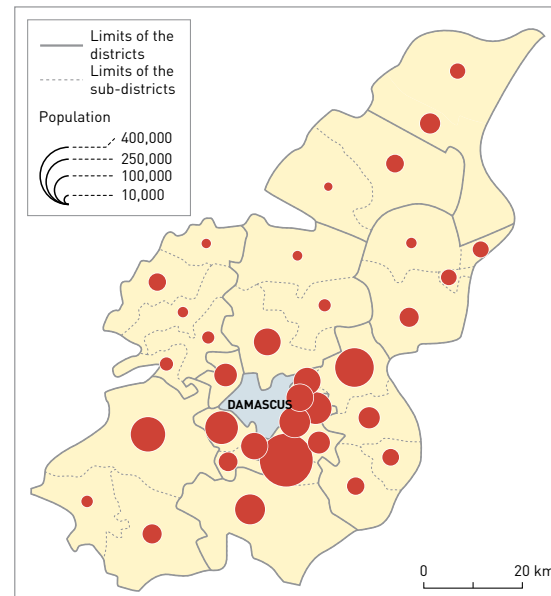 Limits of the
districts
Limits of the
sub-districts
Population
400,000
250,000
100,000
10,000
DAMASCUS
0 20 km